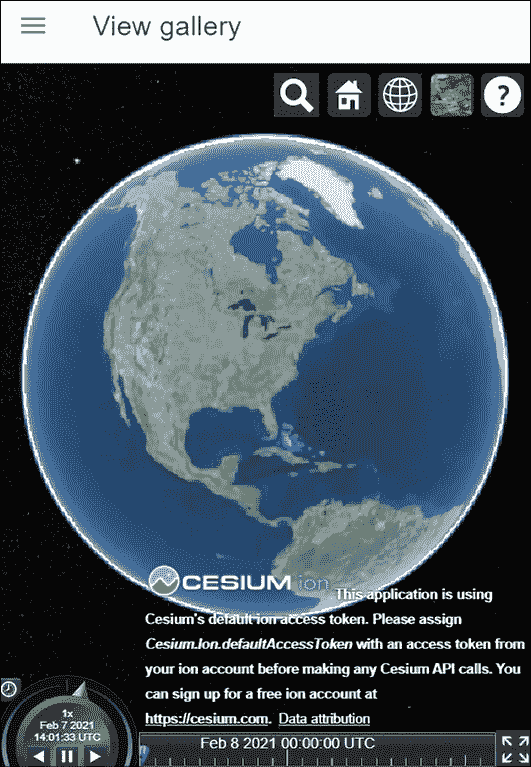 View gallery
?
CESIUM ion This application is using
Cesium's default ion access token. Please assign
Cesium.Ion.defaultAccessToken with an access token from
your ion account before making any Cesium API calls. You
can sign up for a free ion account at
https://cesium.com. Data attribution
1x
Feb 7 2021
14:01:33 UTC
Feb 8 2021 00:00:00 UTC